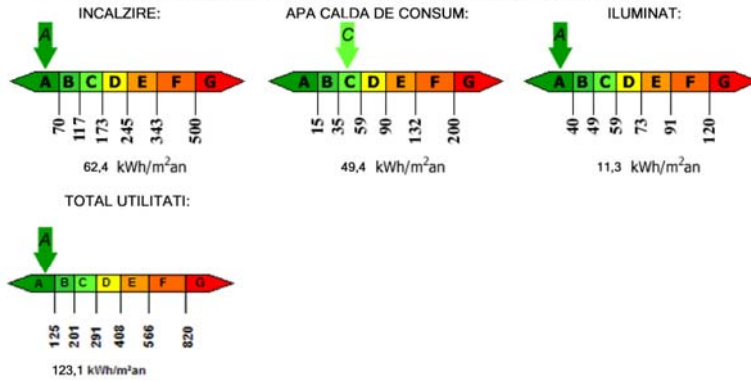 INCALZIRE:
A
A B C D E F G
70 117 173 245 343 500
62,4 kWh/m²an
APA CALDA DE CONSUM:
C
A B C D E F G
15 35 59 90 132 200
49,4 kWh/m²an
ILUMINAT:
A
A B C D E F G
40 49 59 73 91 120
11,3 kWh/m²an
TOTAL UTILITATI:
A
A B C D E F G
125 201 291 408 566 820
123,1 kWh/m²an